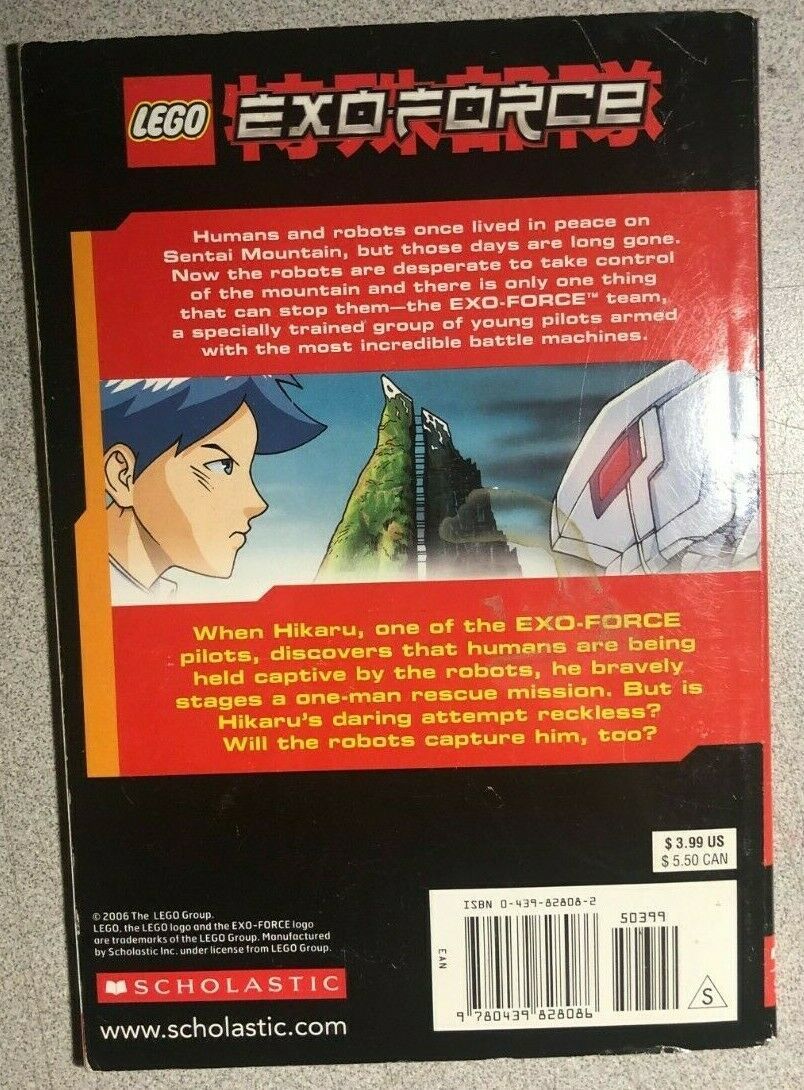 LEGO EXO·FORCE
特殊部隊
Humans and robots once lived in peace on
Sentai Mountain, but those days are long gone.
Now the robots are desperate to take control
of the mountain and there is only one thing
that can stop them—the EXO-FORCE™ team,
a specially trained group of young pilots armed
with the most incredible battle machines.
When Hikaru, one of the EXO-FORCE
pilots, discovers that humans are being
held captive by the robots, he bravely
stages a one-man rescue mission. But is
Hikaru's daring attempt reckless?
Will the robots capture him, too?
$ 3.99 US
$ 5.50 CAN
© 2006 The LEGO Group.
LEGO, the LEGO logo and the EXO-FORCE logo
are trademarks of the LEGO Group. Manufactured
by Scholastic Inc. under license from LEGO Group.
SCHOLASTIC
www.scholastic.com
ISBN 0-439-82808-2
50399
EAN
9 780439 828086
S